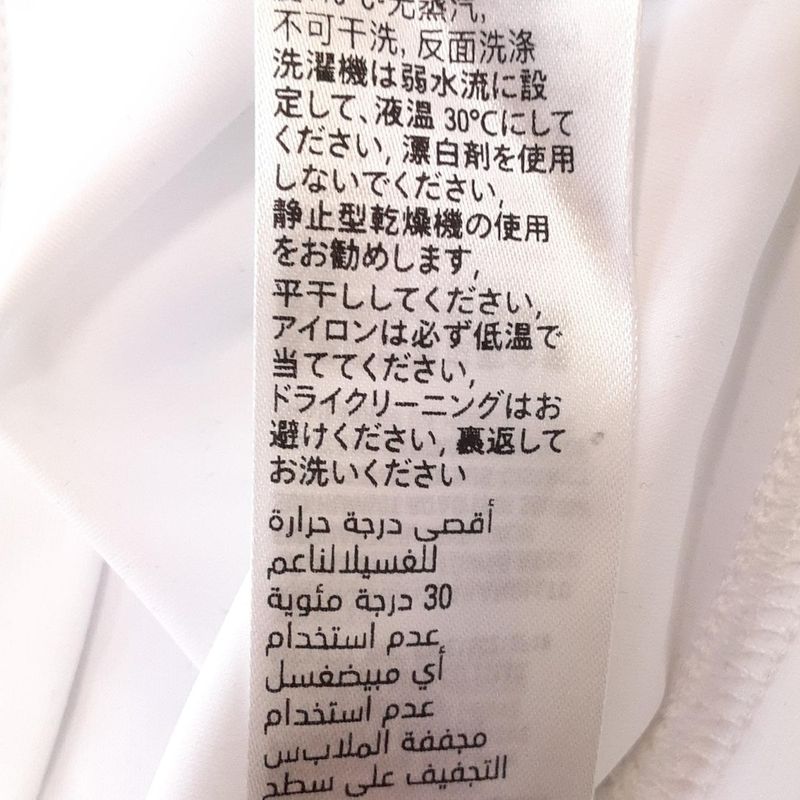 无蒸汽,
不可干洗, 反面洗涤
洗濯機は弱水流に設
定して、液温 30℃にして
ください, 漂白剤を使用
しないでください,
静止型乾燥機の使用
をお勧めします,
平干ししてください,
アイロンは必ず低温で
当ててください,
ドライクリーニングはお
避けください, 裏返して
お洗いください
أقصى درجة حرارة
للغسيلالناعم
30 درجة مئوية
عدم استخدام
أي مبيضغسل
عدم استخدام
مجففة الملابس
التجفيف على سطح